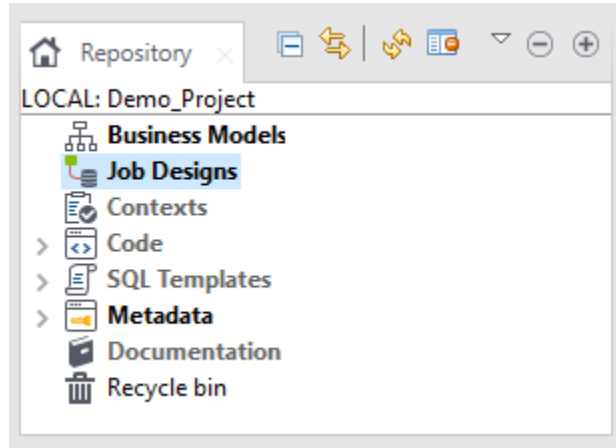 Repository
LOCAL: Demo_Project
Business Models
Job Designs
Contexts
Code
SQL Templates
Metadata
Documentation
Recycle bin